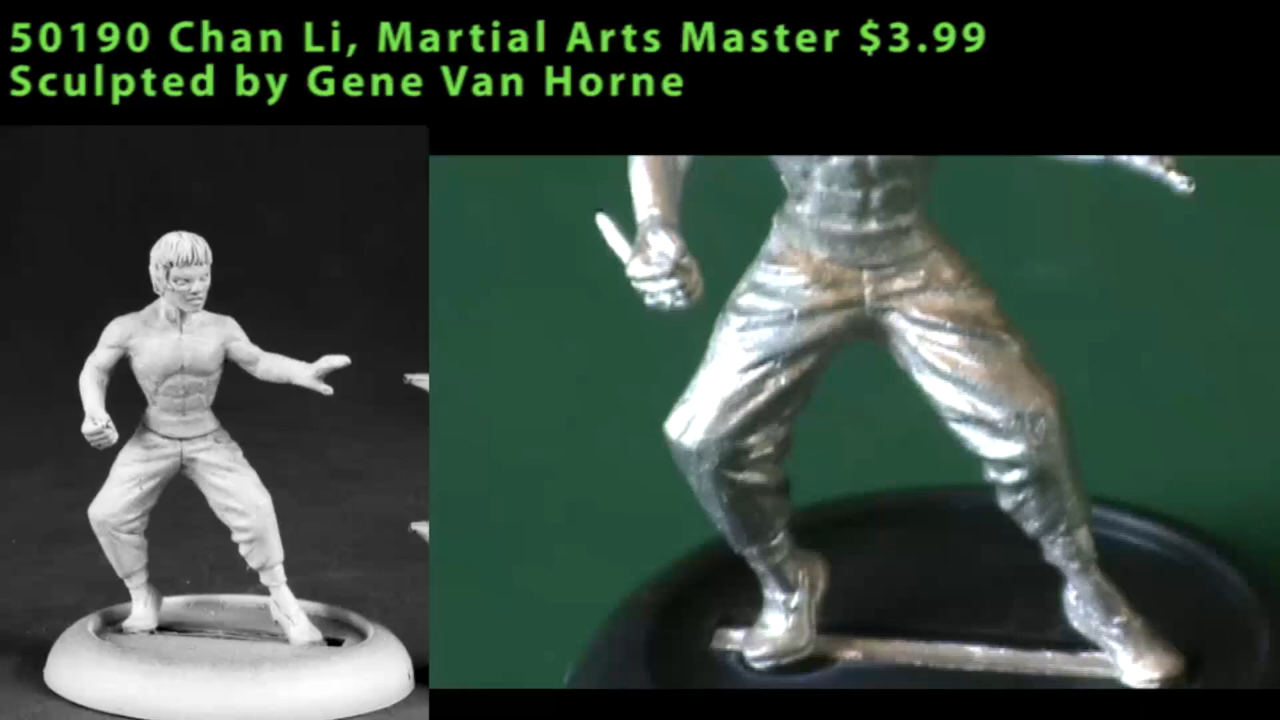 50190 Chan Li, Martial Arts Master $3.99
Sculpted by Gene Van Horne